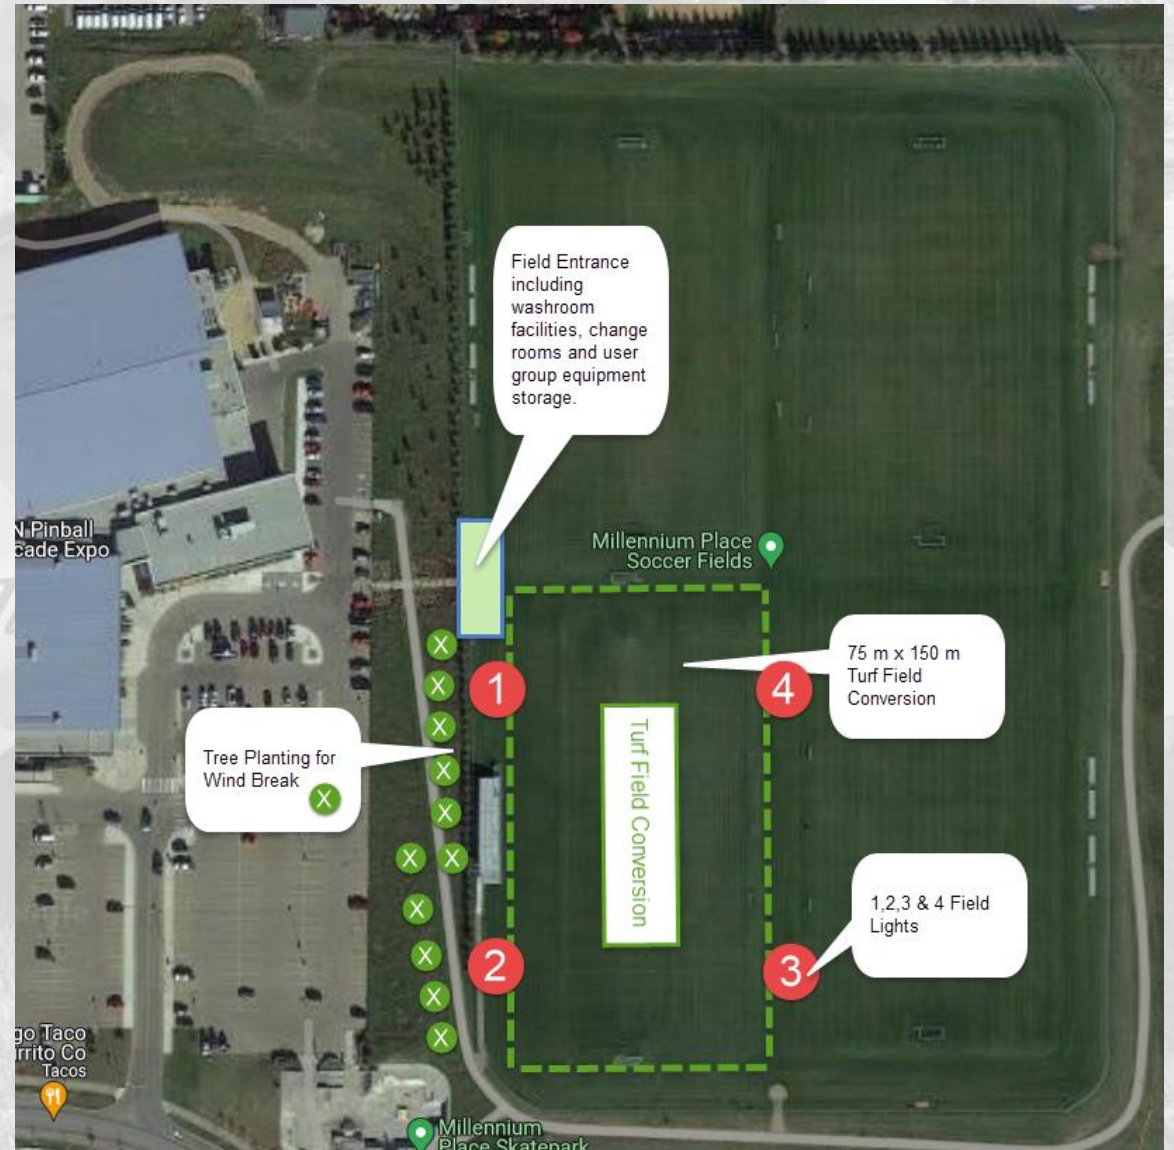 Field Entrance
including
washroom
facilities, change
rooms and user
group equipment
storage.
N Pinball
cade Expo
Millennium Place
Soccer Fields
75 m x 150 m
Turf Field
Conversion
X
X
1
4
X
Tree Planting for
Wind Break
X
X
X
Turf Field Conversion
X
X
X
1,2,3 & 4 Field
Lights
X
2
3
X
X
X
go Taco
rrito Co
Tacos
Millennium
Place Skatepark